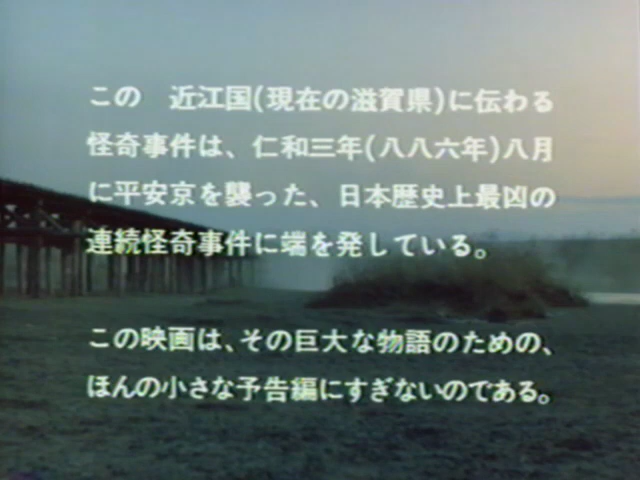 この　近江国(現在の滋賀県)に伝わる
怪奇事件は、仁和三年(八八六年)八月
に平安京を襲った、日本歴史上最凶の
連続怪奇事件に端を発している。
この映画は、その巨大な物語のための、
ほんの小さな予告編にすぎないのである。